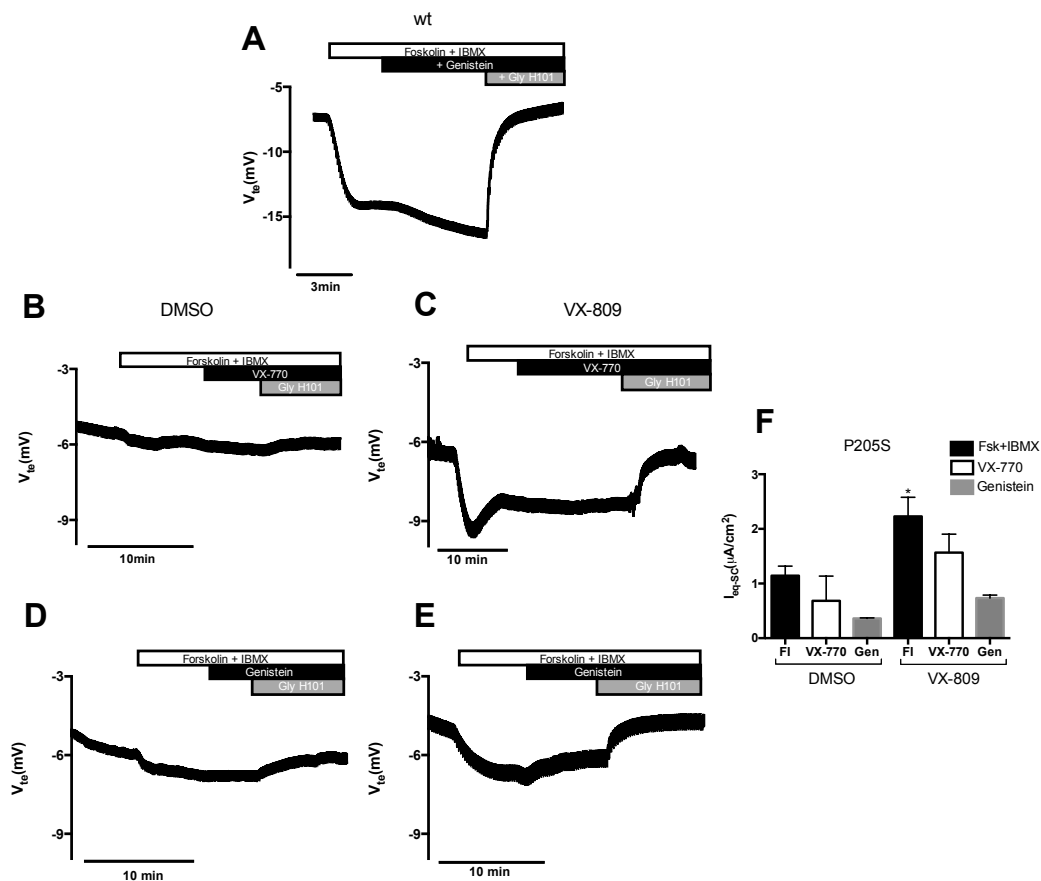 wt
A
Foskolin + IBMX
+ Genistein
+ Gly H101
-5
-10
-15
Vte(mV)
3min
B
DMSO
Forskolin + IBMX
VX-770
Gly H101
-3
-6
-9
Vte(mV)
10min
C
VX-809
Forskolin + IBMX
VX-770
Gly H101
-3
-6
-9
Vte(mV)
10 min
D
Forskolin + IBMX
Genistein
Gly H101
-3
-6
-9
Vte(mV)
10 min
E
Forskolin + IBMX
Genistein
Gly H101
-3
-6
-9
Vte(mV)
10 min
F
P205S
Fsk+IBMX
VX-770
Genistein
3
2
1
0
Ieq-SC(μA/cm2)
*
FI VX-770 Gen FI VX-770 Gen
DMSO VX-809